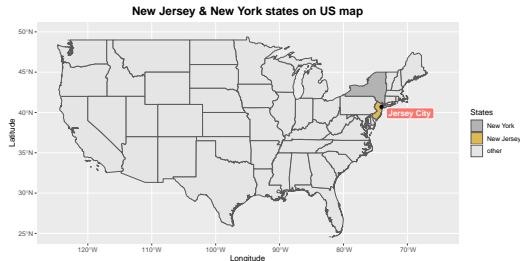 New Jersey & New York states on US map
50°N
45°N
40°N
35°N
30°N
25°N
Latitude
Jersey City
States
New York
New Jersey
other
120°W 110°W 100°W 90°W 80°W 70°W
Longitude